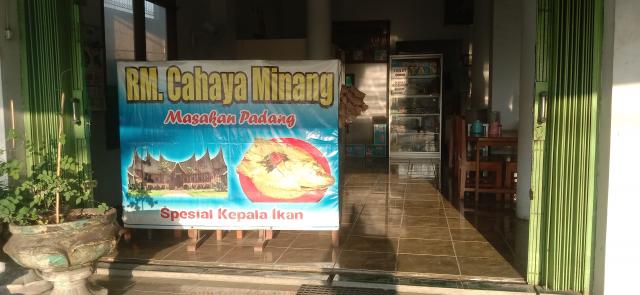 RM. Cahaya Minang
Masakan Padang
Spesial Kepala Ikan